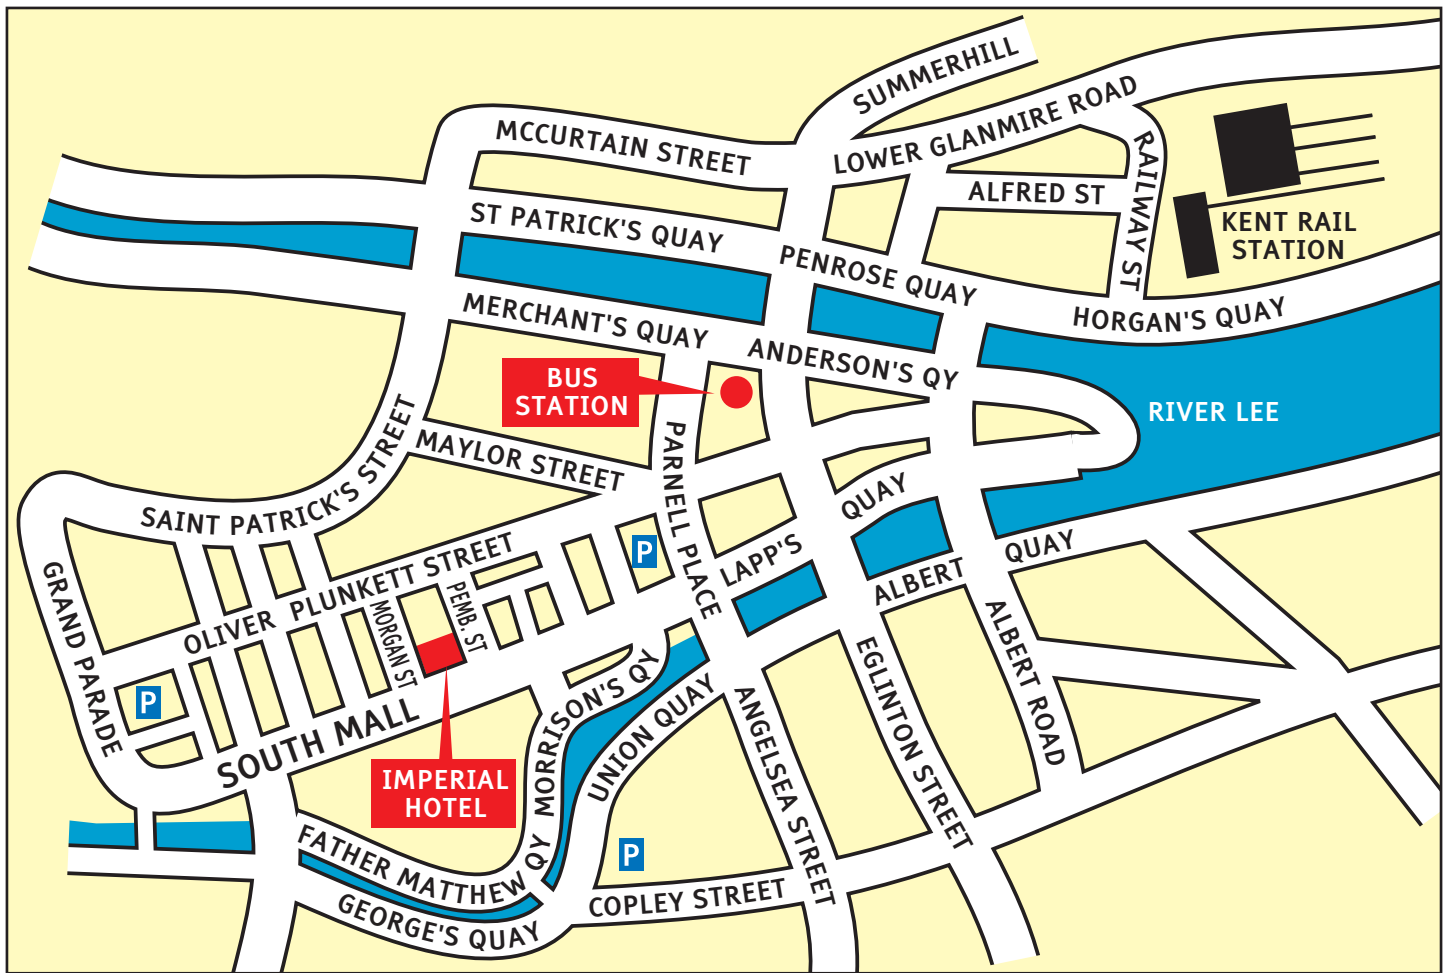 SUMMERHILL
LOWER GLANMIRE ROAD
MCCURTAIN STREET
RAILWAY ST
ALFRED ST
ST PATRICK'S QUAY
KENT RAIL
STATION
PENROSE QUAY
HORGAN'S QUAY
MERCHANT'S QUAY
ANDERSON'S QY
BUS
STATION
RIVER LEE
SAINT PATRICK'S STREET
MAYLOR STREET
PARNELL PLACE
LAPP'S QUAY
ALBERT QUAY
P
GRAND PARADE
OLIVER PLUNKETT STREET
MORGAN ST
PEMB. ST
P
SOUTH MALL
MORRISON'S QY
UNION QUAY
ANGELSEA STREET
EGLINTON STREET
ALBERT ROAD
IMPERIAL
HOTEL
FATHER MATTHEW QY
P
GEORGE'S QUAY
COPLEY STREET